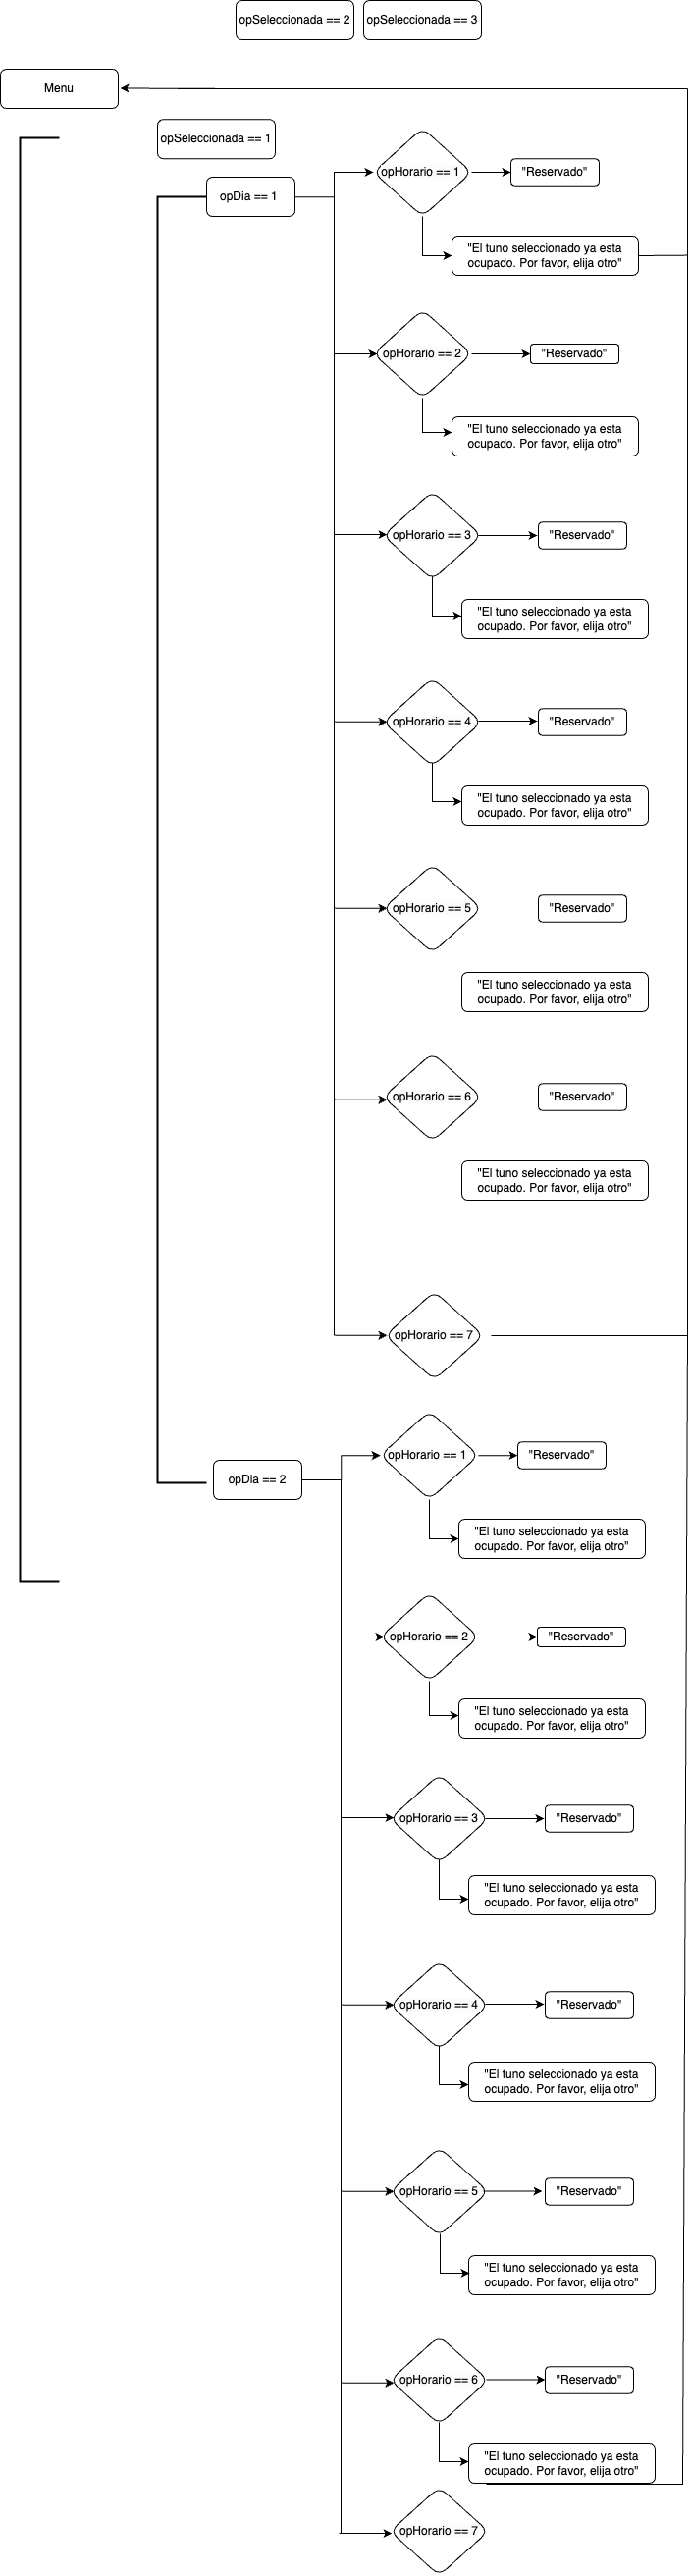 opSeleccionada == 2
opSeleccionada == 3
Menu
opSeleccionada == 1
opDia == 1
opHorario == 1
"Reservado"
"El tuno seleccionado ya esta
ocupado. Por favor, elija otro"
opHorario == 2
"Reservado"
"El tuno seleccionado ya esta
ocupado. Por favor, elija otro"
opHorario == 3
"Reservado"
"El tuno seleccionado ya esta
ocupado. Por favor, elija otro"
opHorario == 4
"Reservado"
"El tuno seleccionado ya esta
ocupado. Por favor, elija otro"
opHorario == 5
"Reservado"
"El tuno seleccionado ya esta
ocupado. Por favor, elija otro"
opHorario == 6
"Reservado"
"El tuno seleccionado ya esta
ocupado. Por favor, elija otro"
opHorario == 7
opDia == 2
opHorario == 1
"Reservado"
"El tuno seleccionado ya esta
ocupado. Por favor, elija otro"
opHorario == 2
"Reservado"
"El tuno seleccionado ya esta
ocupado. Por favor, elija otro"
opHorario == 3
"Reservado"
"El tuno seleccionado ya esta
ocupado. Por favor, elija otro"
opHorario == 4
"Reservado"
"El tuno seleccionado ya esta
ocupado. Por favor, elija otro"
opHorario == 5
"Reservado"
"El tuno seleccionado ya esta
ocupado. Por favor, elija otro"
opHorario == 6
"Reservado"
"El tuno seleccionado ya esta
ocupado. Por favor, elija otro"
opHorario == 7